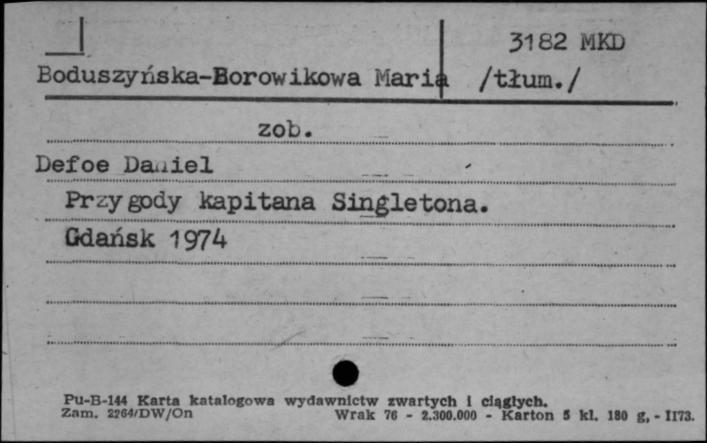 3182 MKD
Boduszyńska-Borowikowa Maria /tłum./
zob.
Defoe Daniel
Przygody kapitana Singletona.
Gdańsk 1974
Pu-B-144 Karta katalogowa wydawnictw zwartych i ciągłych.
Zam. 2264/DW/On Wrak 76 - 2.300.000 - Karton 5 kl. 180 g. - II73.